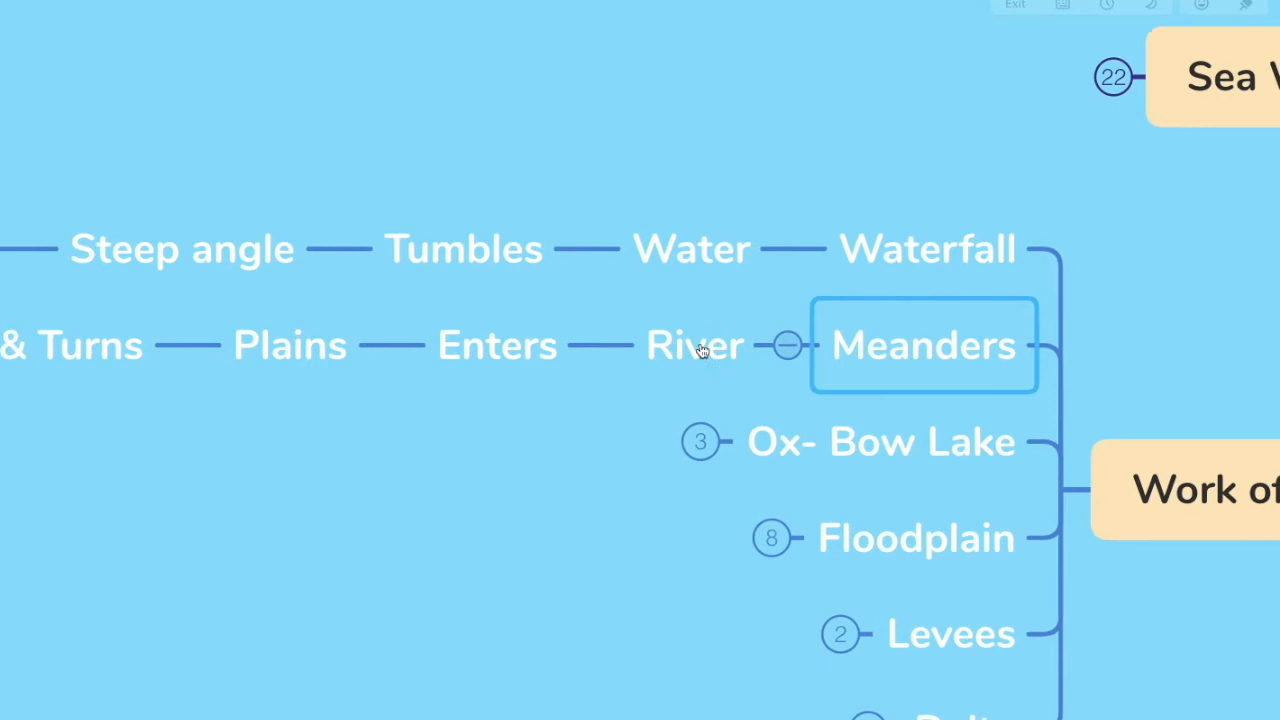 Exit
22 Sea
Steep angle Tumbles Water Waterfall
& Turns Plains Enters River Meanders
3 Ox- Bow Lake
Work of
8 Floodplain
2 Levees